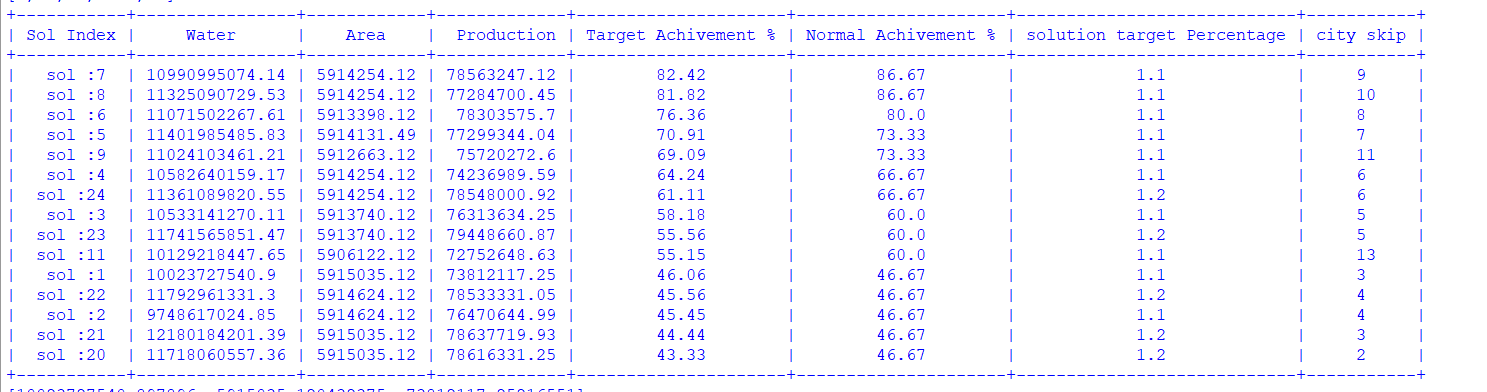 +-----------+----------------+------------+-------------+---------------------+---------------------+----------------------------+-----------+
| Sol Index |     Water      |    Area    |  Production | Target Achivement % | Normal Achivement % | solution target Percentage | city skip |
+-----------+----------------+------------+-------------+---------------------+---------------------+----------------------------+-----------+
|   sol :7  | 10990995074.14 | 5914254.12 | 78563247.12 |        82.42        |        86.67        |            1.1             |     9     |
|   sol :8  | 11325090729.53 | 5914254.12 | 77284700.45 |        81.82        |        86.67        |            1.1             |     10    |
|   sol :6  | 11071502267.61 | 5913398.12 |  78303575.7 |        76.36        |         80.0        |            1.1             |     8     |
|   sol :5  | 11401985485.83 | 5914131.49 | 77299344.04 |        70.91        |        73.33        |            1.1             |     7     |
|   sol :9  | 11024103461.21 | 5912663.12 |  75720272.6 |        69.09        |        73.33        |            1.1             |     11    |
|   sol :4  | 10582640159.17 | 5914254.12 | 74236989.59 |        64.24        |        66.67        |            1.1             |     6     |
|  sol :24  | 11361089820.55 | 5914254.12 | 78548000.92 |        61.11        |        66.67        |            1.2             |     6     |
|   sol :3  | 10533141270.11 | 5913740.12 | 76313634.25 |        58.18        |         60.0        |            1.1             |     5     |
|  sol :23  | 11741565851.47 | 5913740.12 | 79448660.87 |        55.56        |         60.0        |            1.2             |     5     |
|  sol :11  | 10129218447.65 | 5906122.12 | 72752648.63 |        55.15        |         60.0        |            1.1             |     13    |
|   sol :1  | 10023727540.9  | 5915035.12 | 73812117.25 |        46.06        |        46.67        |            1.1             |     3     |
|  sol :22  | 11792961331.3  | 5914624.12 | 78533331.05 |        45.56        |        46.67        |            1.2             |     4     |
|   sol :2  | 9748617024.85  | 5914624.12 | 76470644.99 |        45.45        |        46.67        |            1.1             |     4     |
|  sol :21  | 12180184201.39 | 5915035.12 | 78637719.93 |        44.44        |        46.67        |            1.2             |     3     |
|  sol :20  | 11718060557.36 | 5915035.12 | 78616331.25 |        43.33        |        46.67        |            1.2             |     2     |
+-----------+----------------+------------+-------------+---------------------+---------------------+----------------------------+-----------+